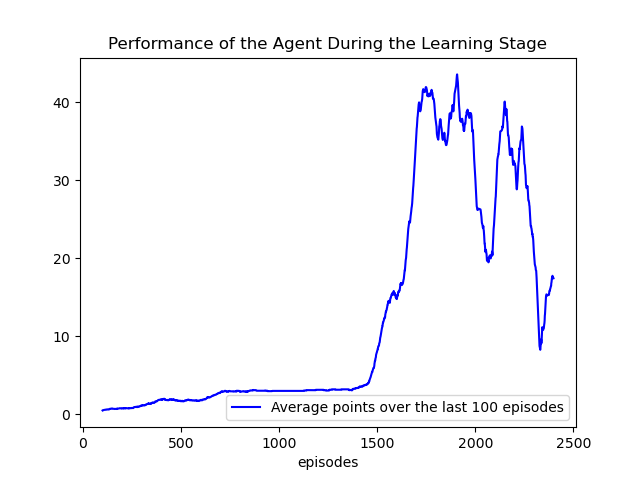 Performance of the Agent During the Learning Stage
40
30
20
10
0
Average points over the last 100 episodes
0 500 1000 1500 2000 2500
episodes